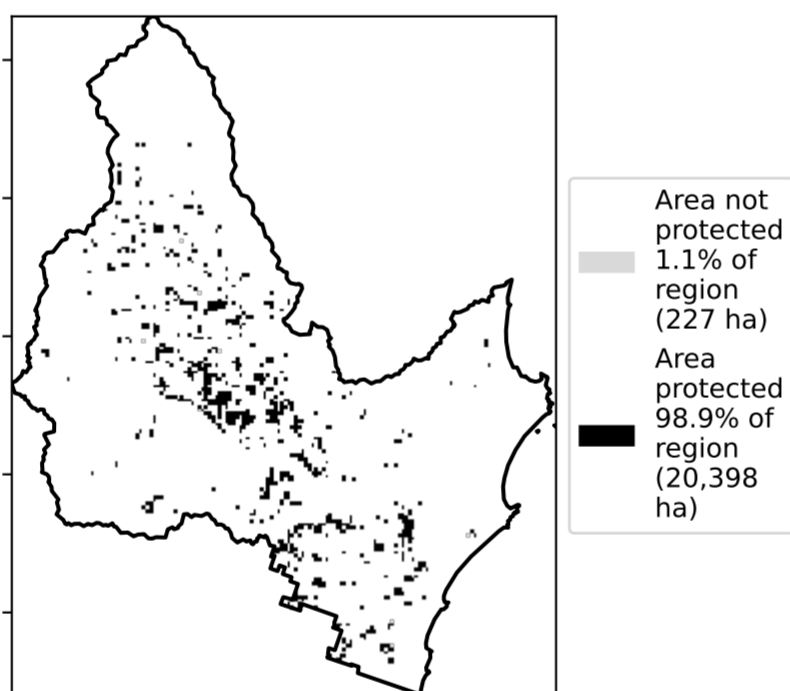 Area not
protected
1.1% of
region
(227 ha)
Area
protected
98.9% of
region
(20,398
ha)